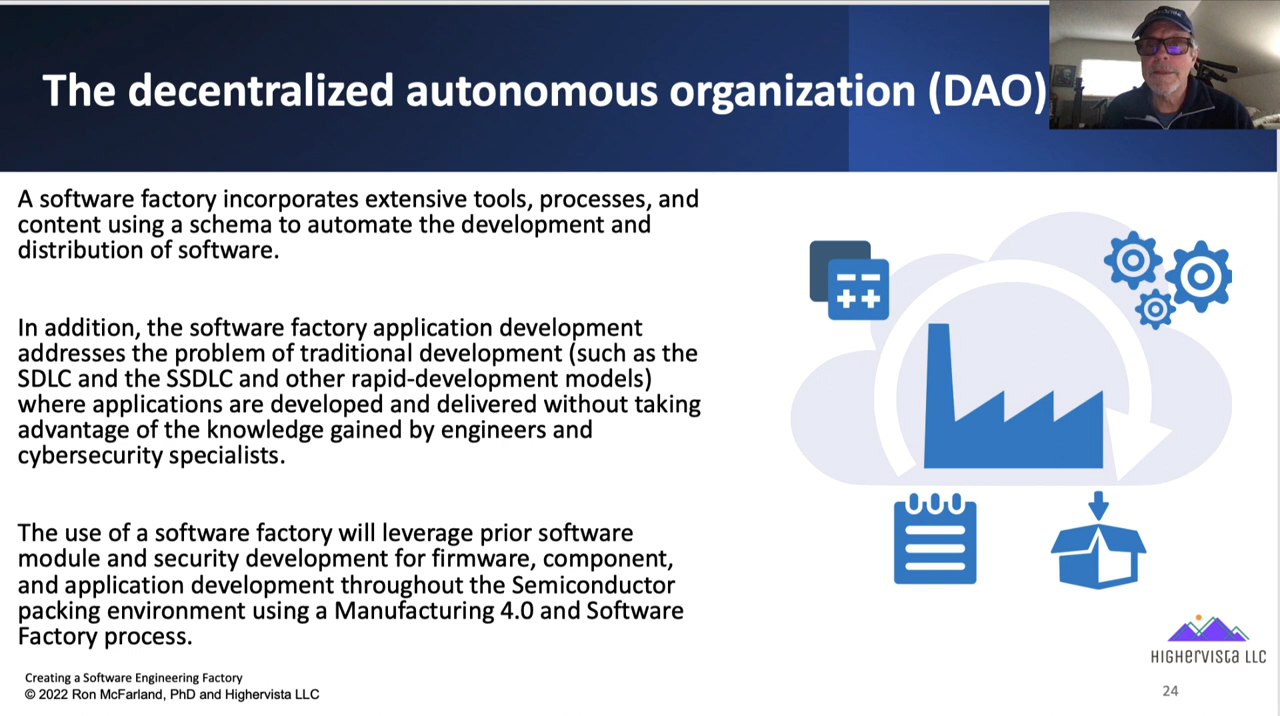 The decentralized autonomous organization (DAO)
A software factory incorporates extensive tools, processes, and
content using a schema to automate the development and
distribution of software.
In addition, the software factory application development
addresses the problem of traditional development (such as the
SDLC and the SSDLC and other rapid-development models)
where applications are developed and delivered without taking
advantage of the knowledge gained by engineers and
cybersecurity specialists.
The use of a software factory will leverage prior software
module and security development for firmware, component,
and application development throughout the Semiconductor
packing environment using a Manufacturing 4.0 and Software
Factory process.
HIGHERVISTA LLC
Creating a Software Engineering Factory
© 2022 Ron McFarland, PhD and Highervista LLC
24